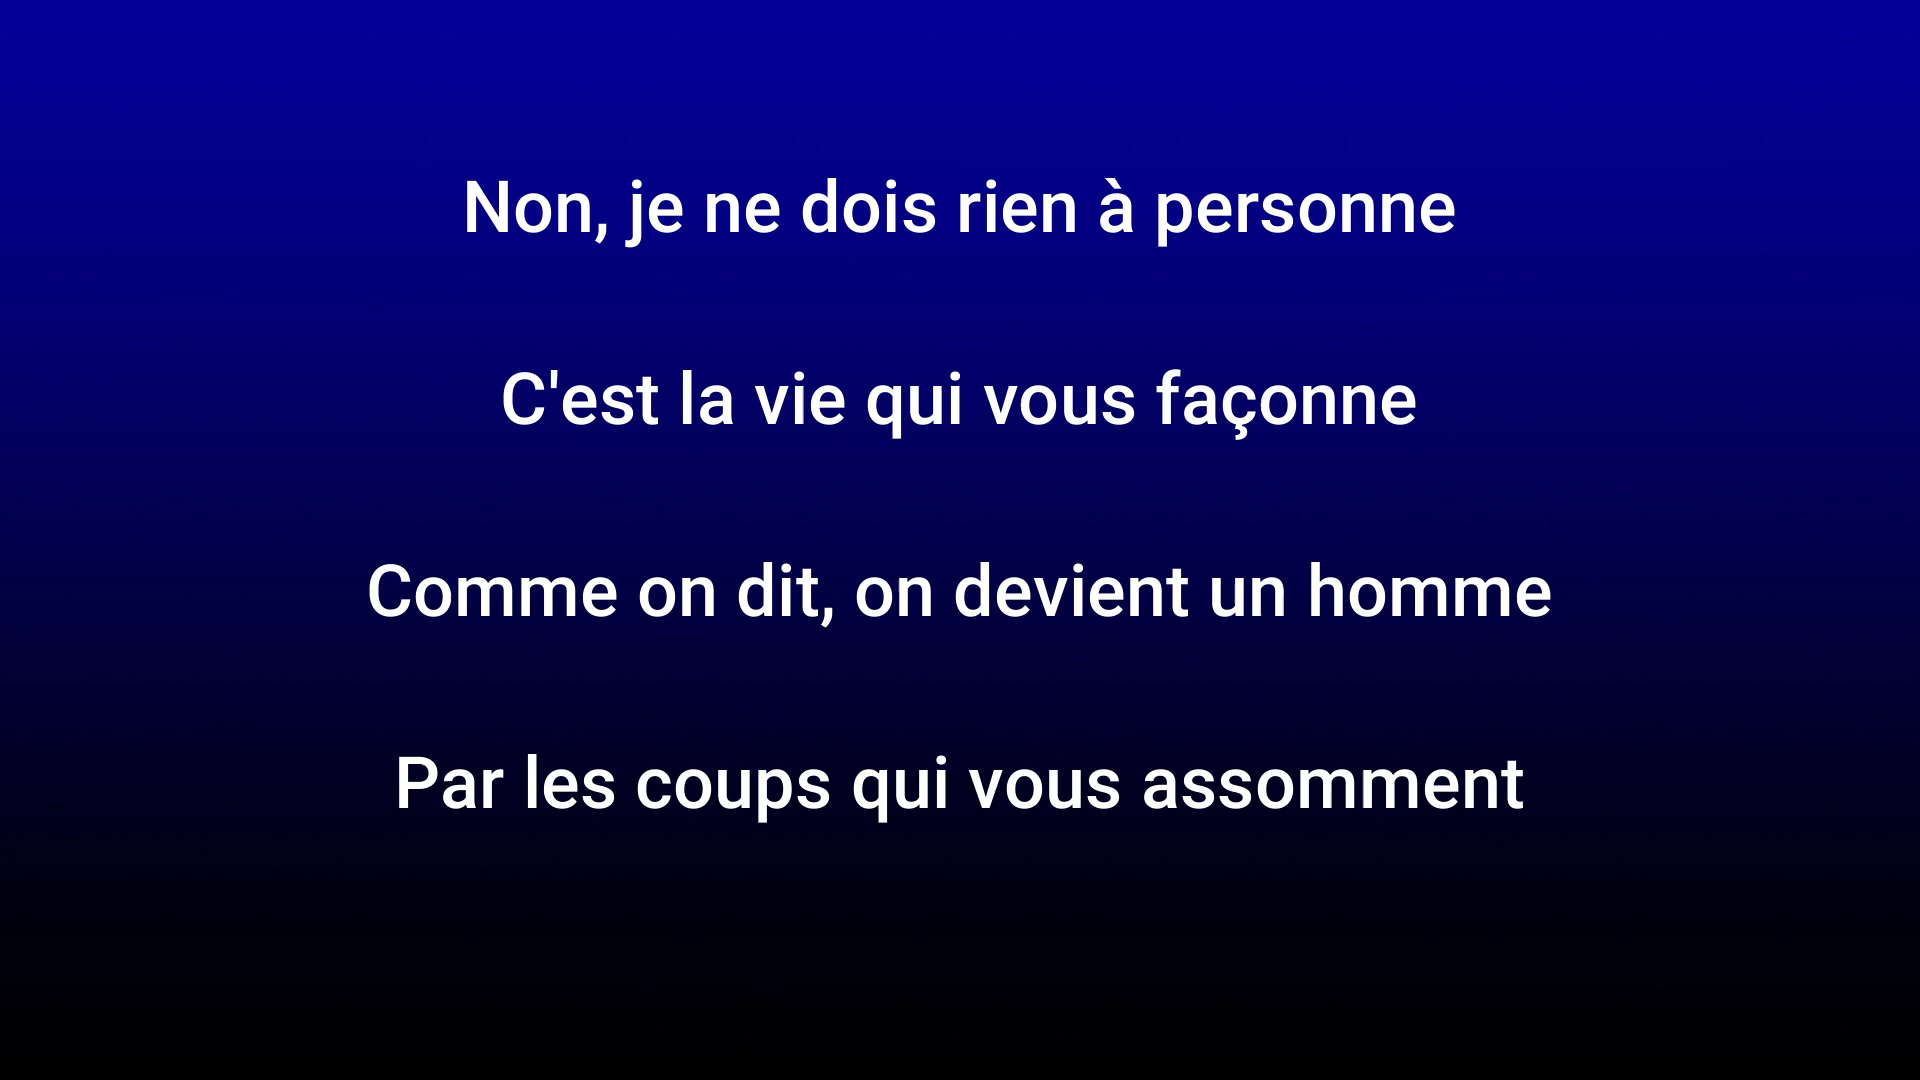 Non, je ne dois rien à personne
C'est la vie qui vous façonne
Comme on dit, on devient un homme
Par les coups qui vous assomment